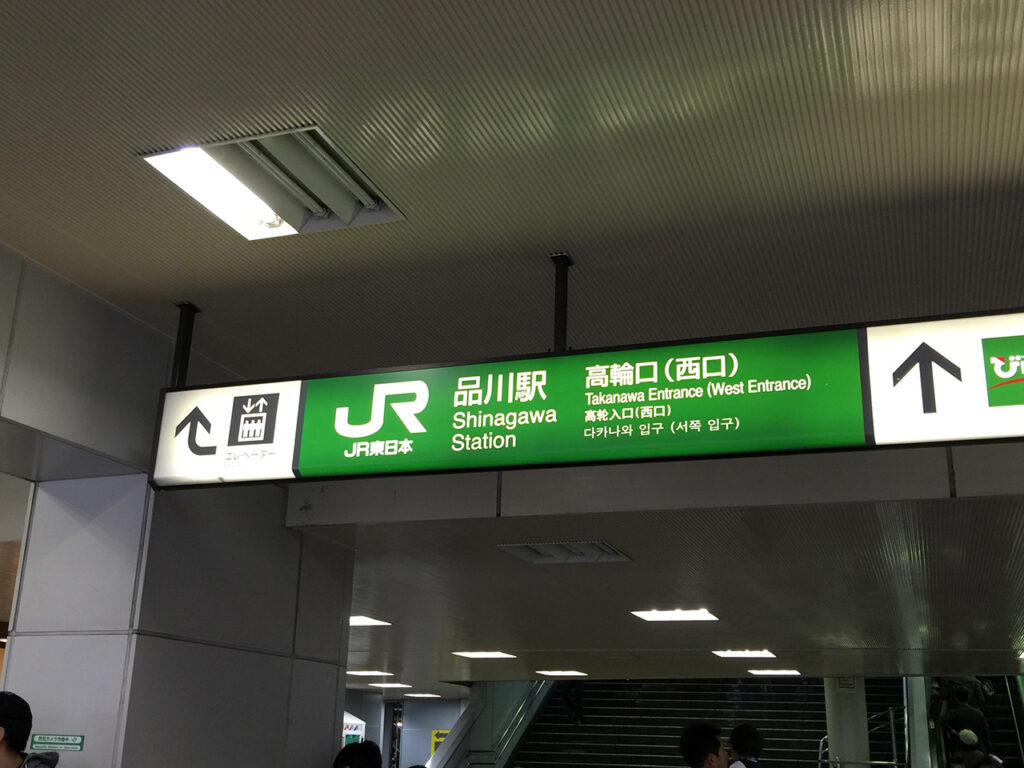 エレベーター
JR
JR東日本
品川駅
Shinagawa
Station
高輪口(西口)
Takanawa Entrance (West Entrance)
高轮入口(西口)
다카나와 입구 (서쪽 입구)